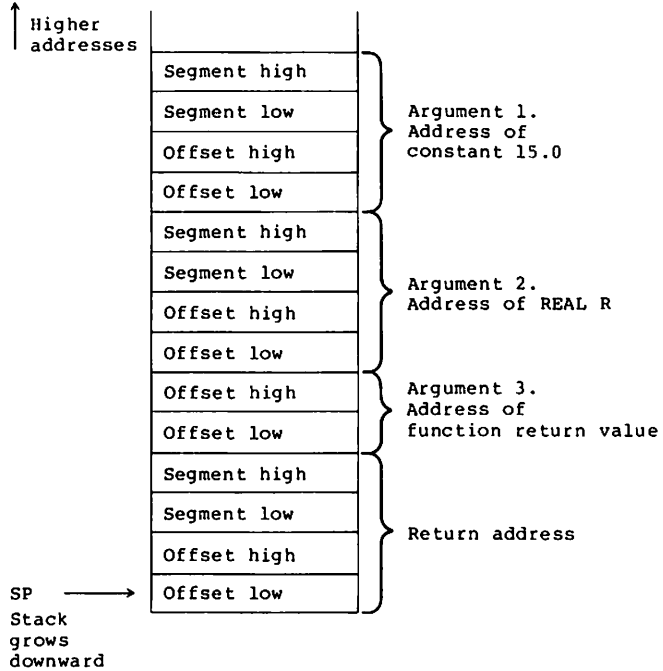 Higher
addresses
Segment high
Segment low
Offset high
Offset low
Argument 1.
Address of
constant 15.0
Segment high
Segment low
Offset high
Offset low
Argument 2.
Address of REAL R
Offset high
Offset low
Argument 3.
Address of
function return value
Segment high
Segment low
Offset high
Offset low
Return address
SP
Stack
grows
downward